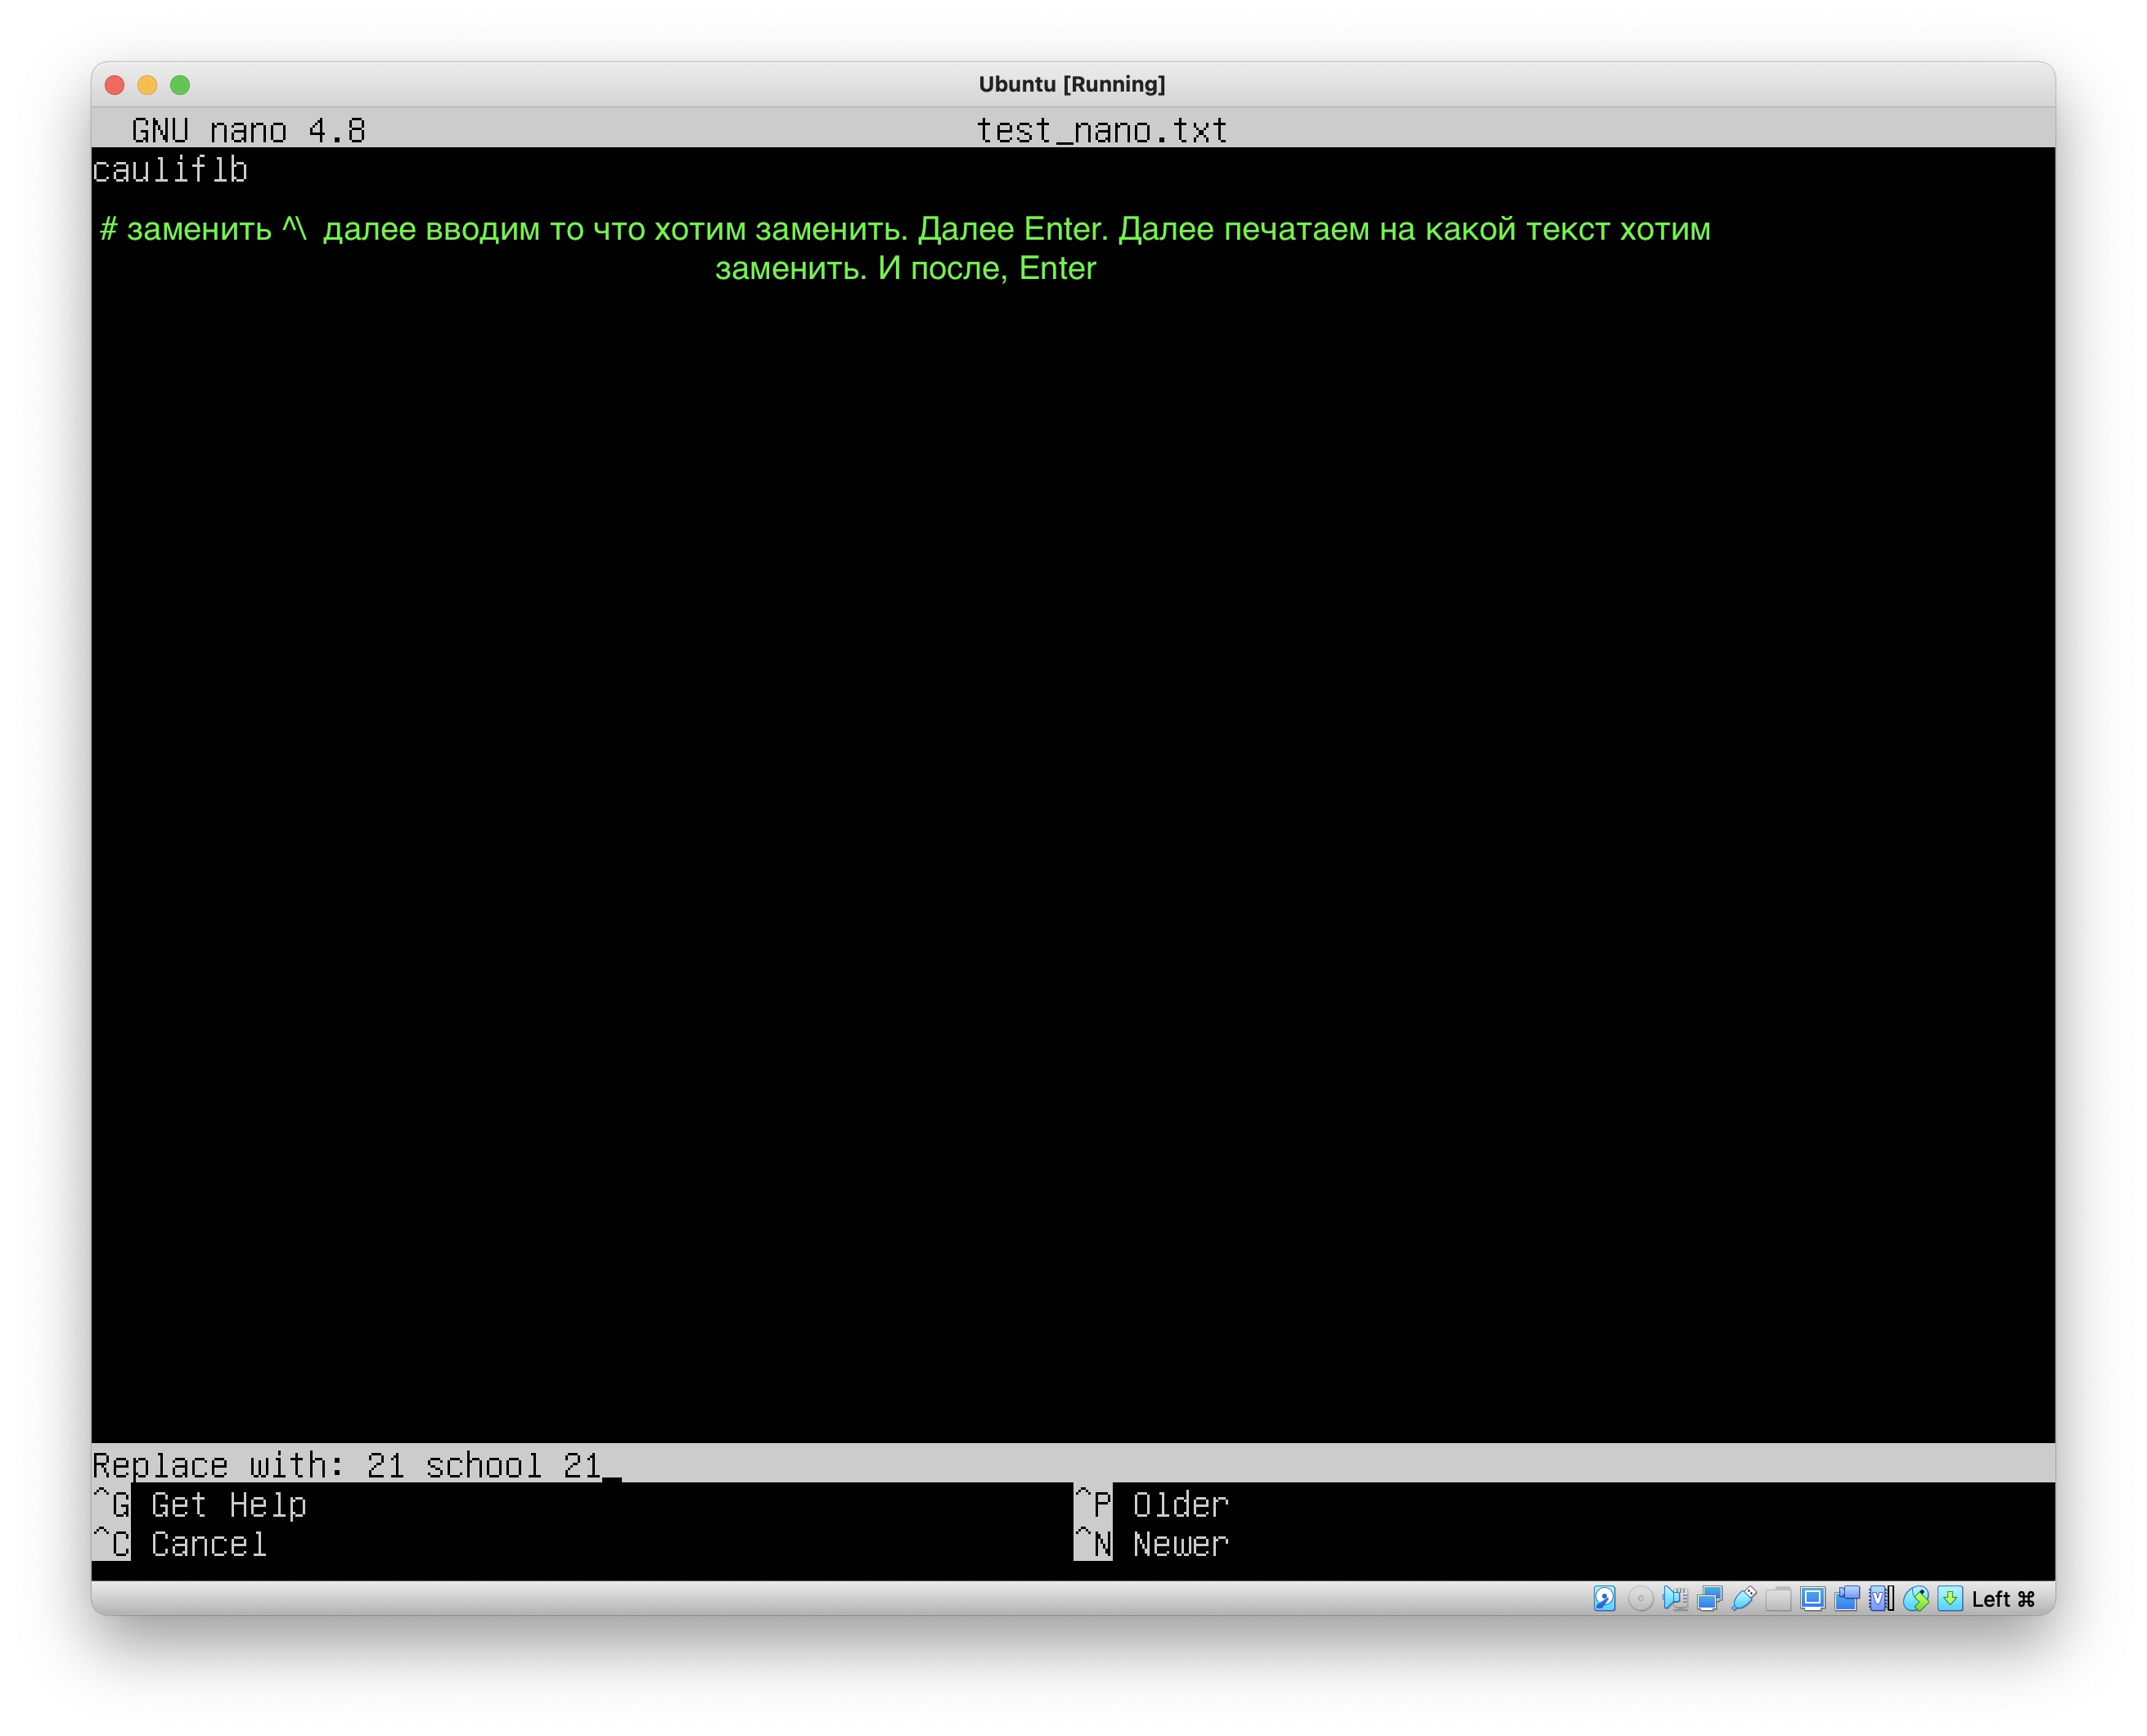 Ubuntu [Running]
GNU nano 4.8 test_nano.txt
cauliflb
# заменить ^\ далее вводим то что хотим заменить. Далее Enter. Далее печатаем на какой текст хотим
заменить. И после, Enter
Replace with: 21 school 21_
^G Get Help ^P Older
^C Cancel ^N Newer
Left ⌘